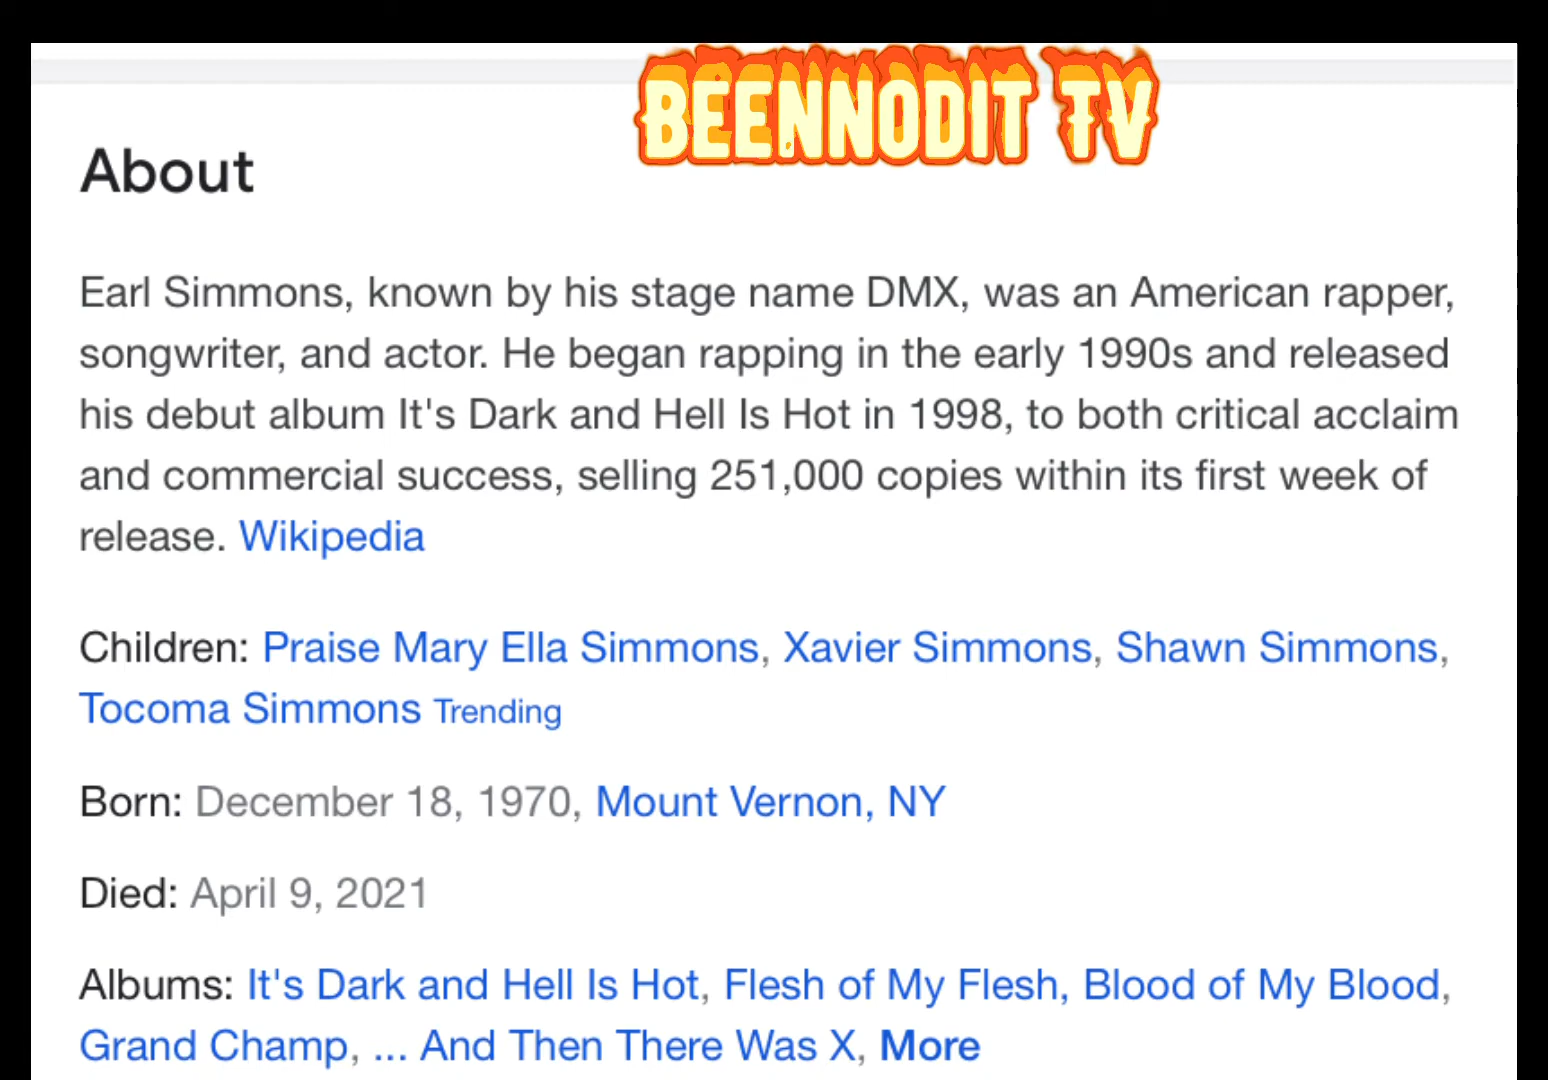 BEENNODIT TV
About
Earl Simmons, known by his stage name DMX, was an American rapper,
songwriter, and actor. He began rapping in the early 1990s and released
his debut album It's Dark and Hell Is Hot in 1998, to both critical acclaim
and commercial success, selling 251,000 copies within its first week of
release. Wikipedia
Children: Praise Mary Ella Simmons, Xavier Simmons, Shawn Simmons,
Tocoma Simmons Trending
Born: December 18, 1970, Mount Vernon, NY
Died: April 9, 2021
Albums: It's Dark and Hell Is Hot, Flesh of My Flesh, Blood of My Blood,
Grand Champ, ... And Then There Was X, More